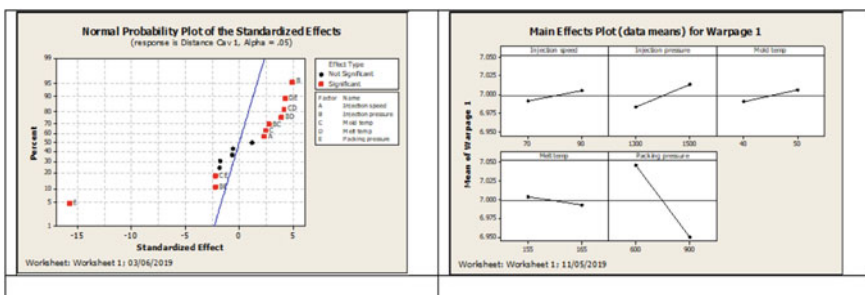 Normal Probability Plot of the Standardized Effects
(response is Distance Cav 1, Alpha = .05)
99
95
90
80
70
60
50
40
30
20
10
5
1
Percent
-15
-10
-5
0
5
Standardized Effect
B
DE
CD
BD
BC
C
A
CE
BE
E
Effect Type
Not Significant
Significant
Factor Name
A Injection speed
B Injection pressure
C Mold temp
D Melt temp
E Packing pressure
Worksheet: Worksheet 1; 03/06/2019
Main Effects Plot (data means) for Warpage 1
Injection speed Injection pressure Mold temp
7.050
7.025
7.000
6.975
6.950
70 90 1300 1500 40 50
Mean of Warpage 1
Melt temp Packing pressure
7.050
7.025
7.000
6.975
6.950
155 165 600 900
Worksheet: Worksheet 1; 11/05/2019